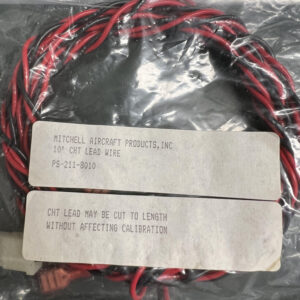 MITCHELL AIRCRAFT PRODUCTS,INC
10' CHT LEAD WIRE
PS-211-8010
CHT LEAD MAY BE CUT TO LENGTH
WITHOUT AFFECTING CALIBRATION